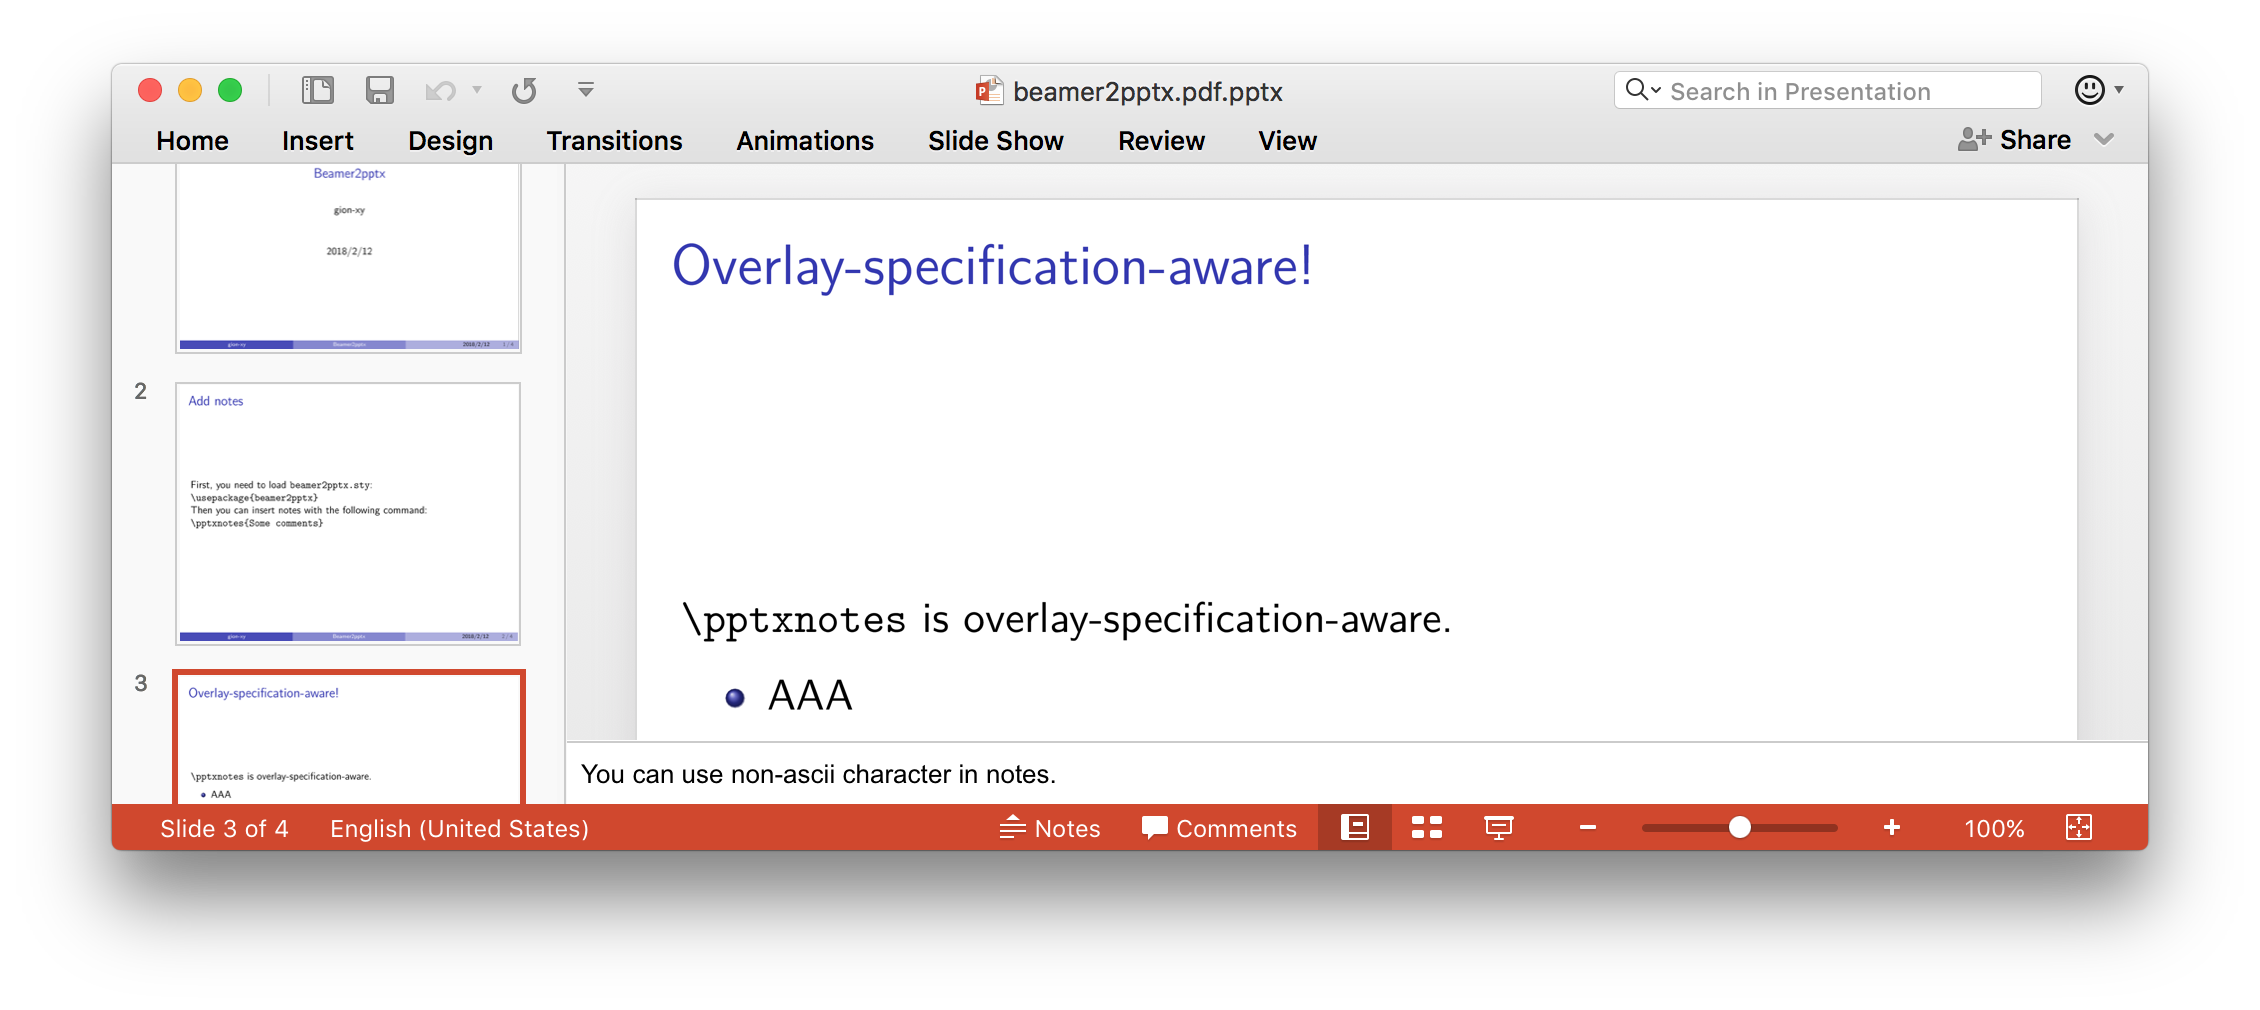 beamer2pptx.pdf.pptx
Search in Presentation
Home Insert Design Transitions Animations Slide Show Review View Share
Beamer2pptx
gion-xy
2018/2/12
gion-xy Beamer2pptx 2018/2/12 1 / 4
2
Add notes
First, you need to load beamer2pptx.sty:
\usepackage{beamer2pptx}
Then you can insert notes with the following command:
\pptxnotes{Some comments}
gion-xy Beamer2pptx 2018/2/12 2 / 4
3
Overlay-specification-aware!
\pptxnotes is overlay-specification-aware.
AAA
Overlay-specification-aware!
\pptxnotes is overlay-specification-aware.
AAA
You can use non-ascii character in notes.
Slide 3 of 4 English (United States) Notes Comments 100%